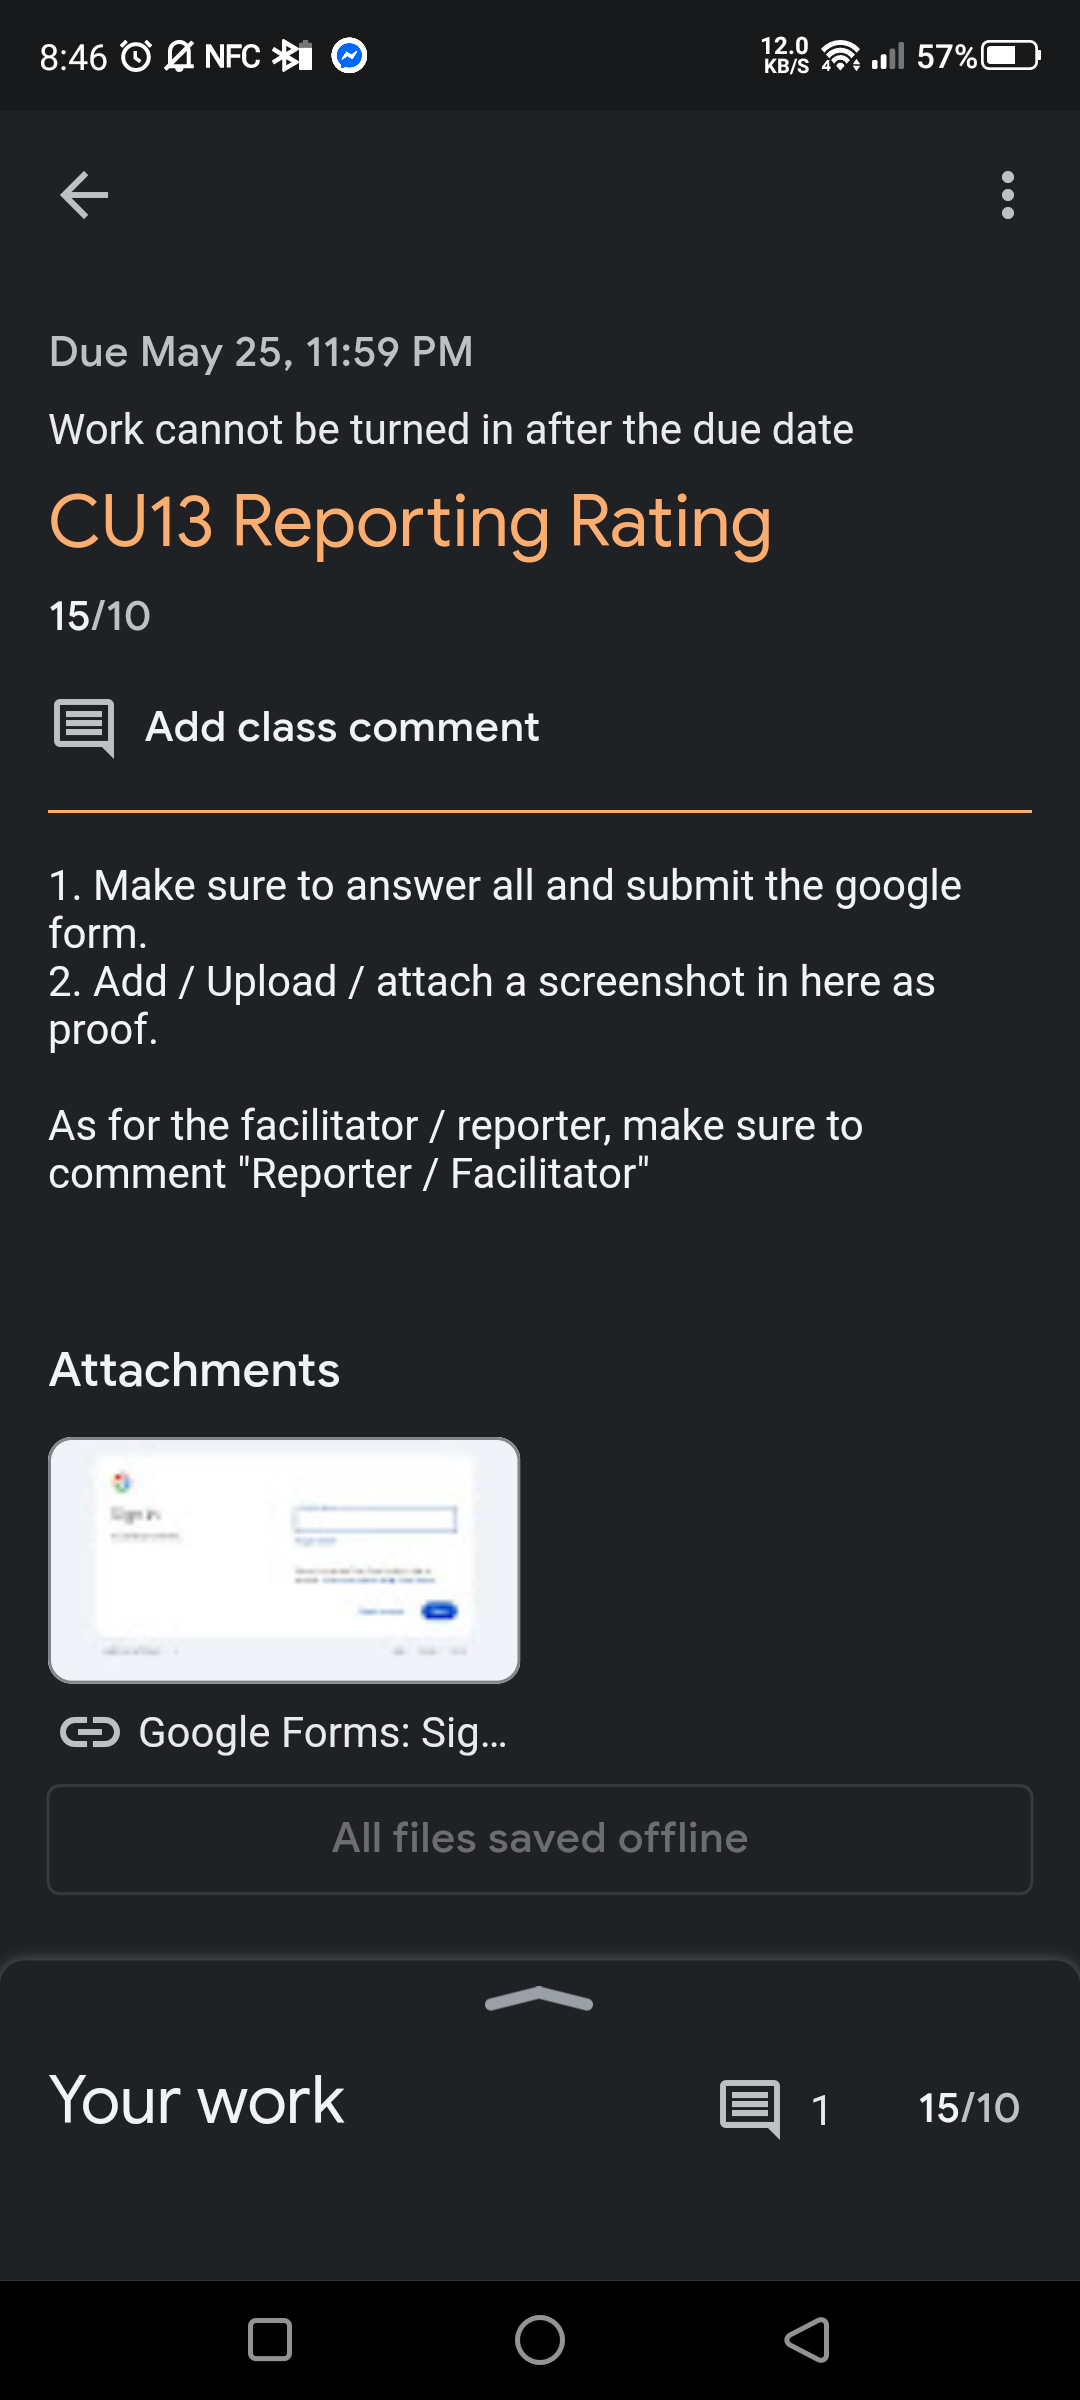 8:46 NFC 12.0 KB/S 4 57%
Due May 25, 11:59 PM
Work cannot be turned in after the due date
CU13 Reporting Rating
15/10
Add class comment
1. Make sure to answer all and submit the google
form.
2. Add / Upload / attach a screenshot in here as
proof.
As for the facilitator / reporter, make sure to
comment "Reporter / Facilitator"
Attachments
Sign in
Google Forms: Sig...
All files saved offline
Your work 1 15/10